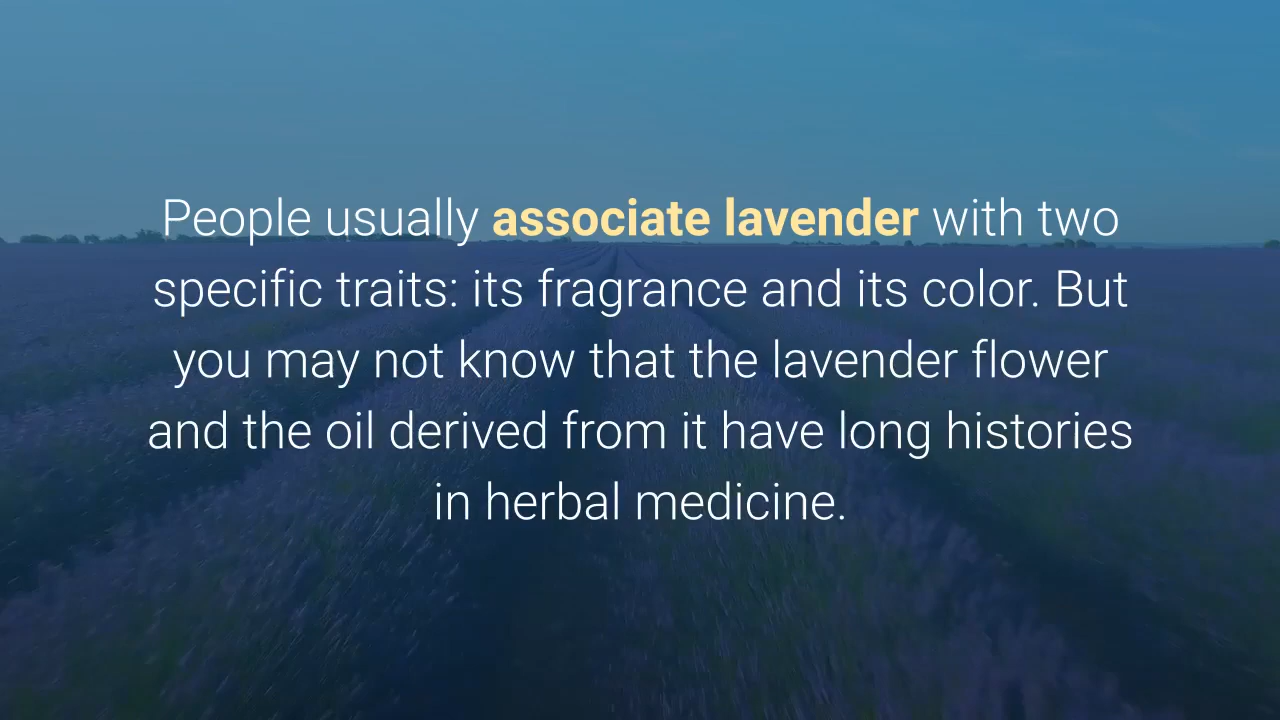 People usually associate lavender with two
specific traits: its fragrance and its color. But
you may not know that the lavender flower
and the oil derived from it have long histories
in herbal medicine.